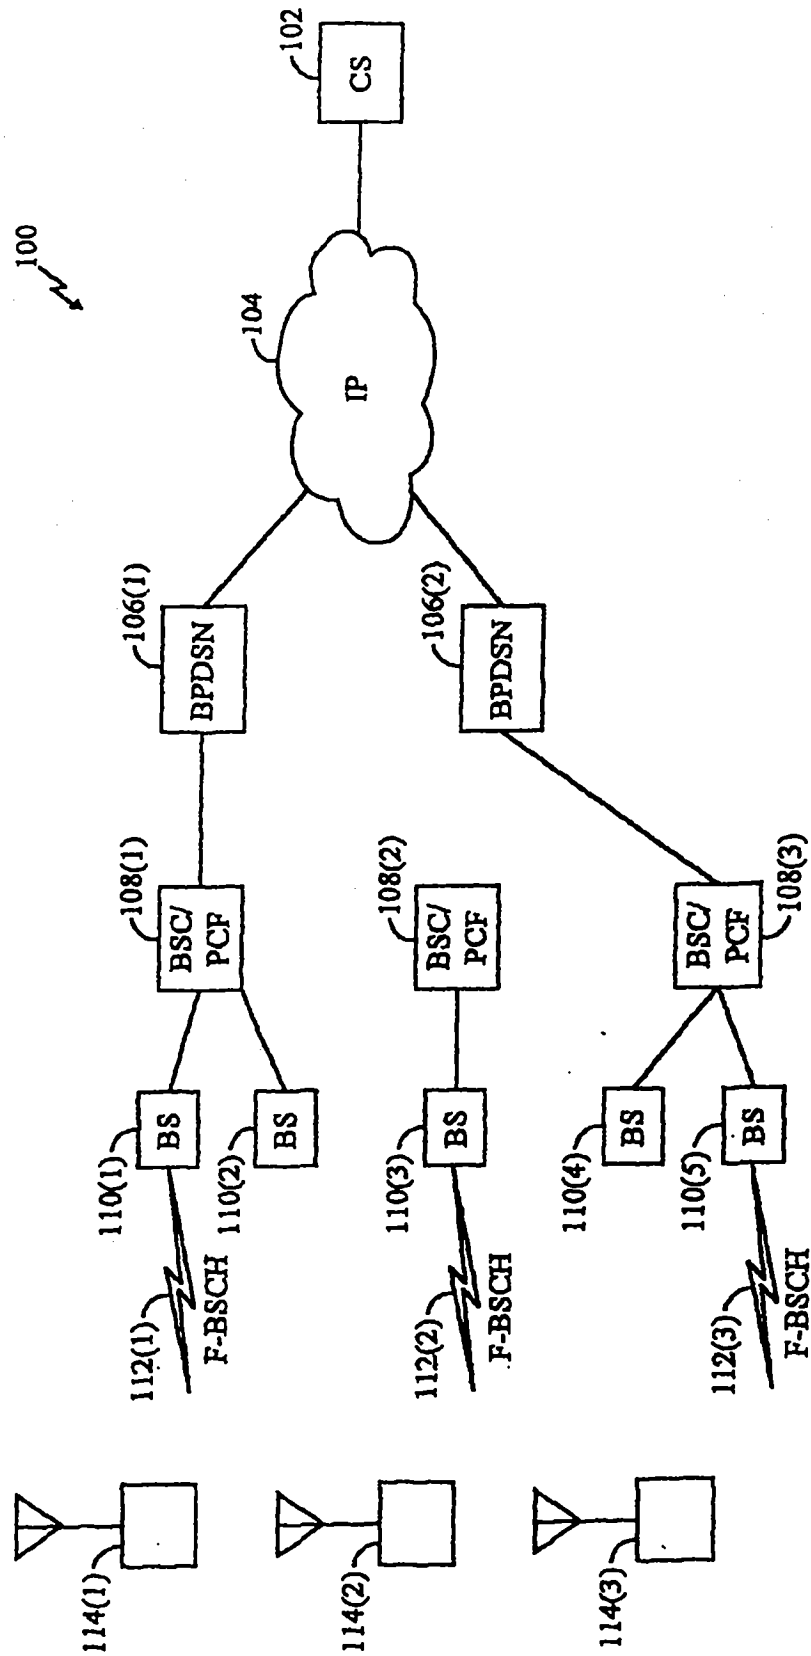 100
102
CS
104
IP
106(1)
BPDSN
106(2)
BPDSN
108(1)
BSC/
PCF
108(2)
BSC/
PCF
108(3)
BSC/
PCF
110(1)
BS
110(2)
BS
110(3)
BS
110(4)
BS
110(5)
BS
112(1)
F-BSCH
112(2)
F-BSCH
112(3)
F-BSCH
114(1)
114(2)
114(3)